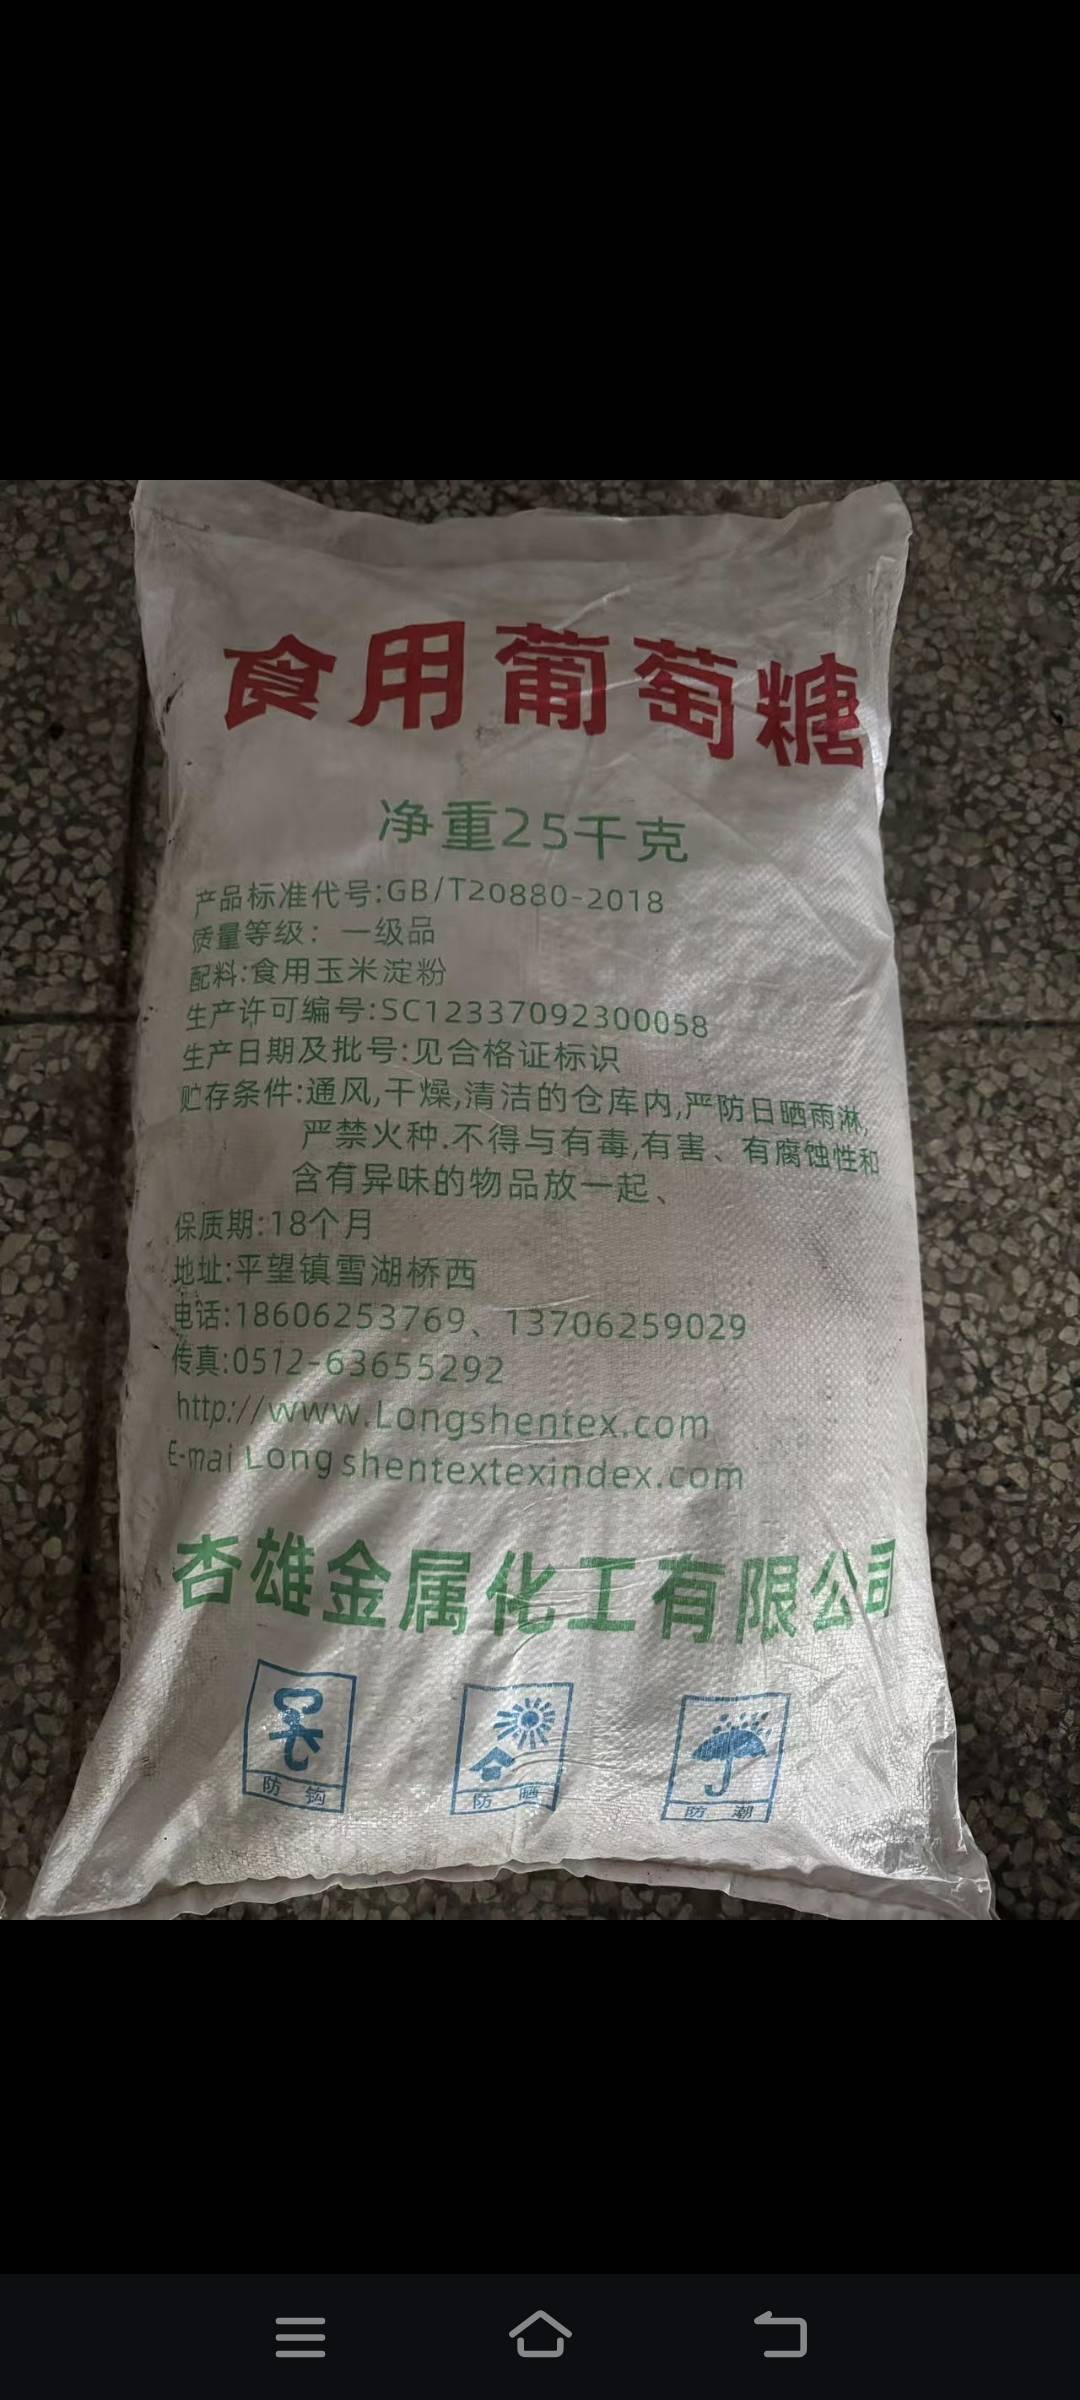 食用葡萄糖
净重25千克
产品标准代号:GB/T20880-2018
质量等级：一级品
配料:食用玉米淀粉
生产许可编号:SC12337092300058
生产日期及批号:见合格证标识
贮存条件:通风,干燥,清洁的仓库内,严防日晒雨淋,
严禁火种.不得与有毒,有害、有腐蚀性和
含有异味的物品放一起、
保质期:18个月
地址:平望镇雪湖桥西
电话:18606253769、13706259029
传真:0512-63655292
http://www.Longshentex.com
E-mai Longshentextexindex.com
杏雄金属化工有限公司
防钩 防晒 防潮